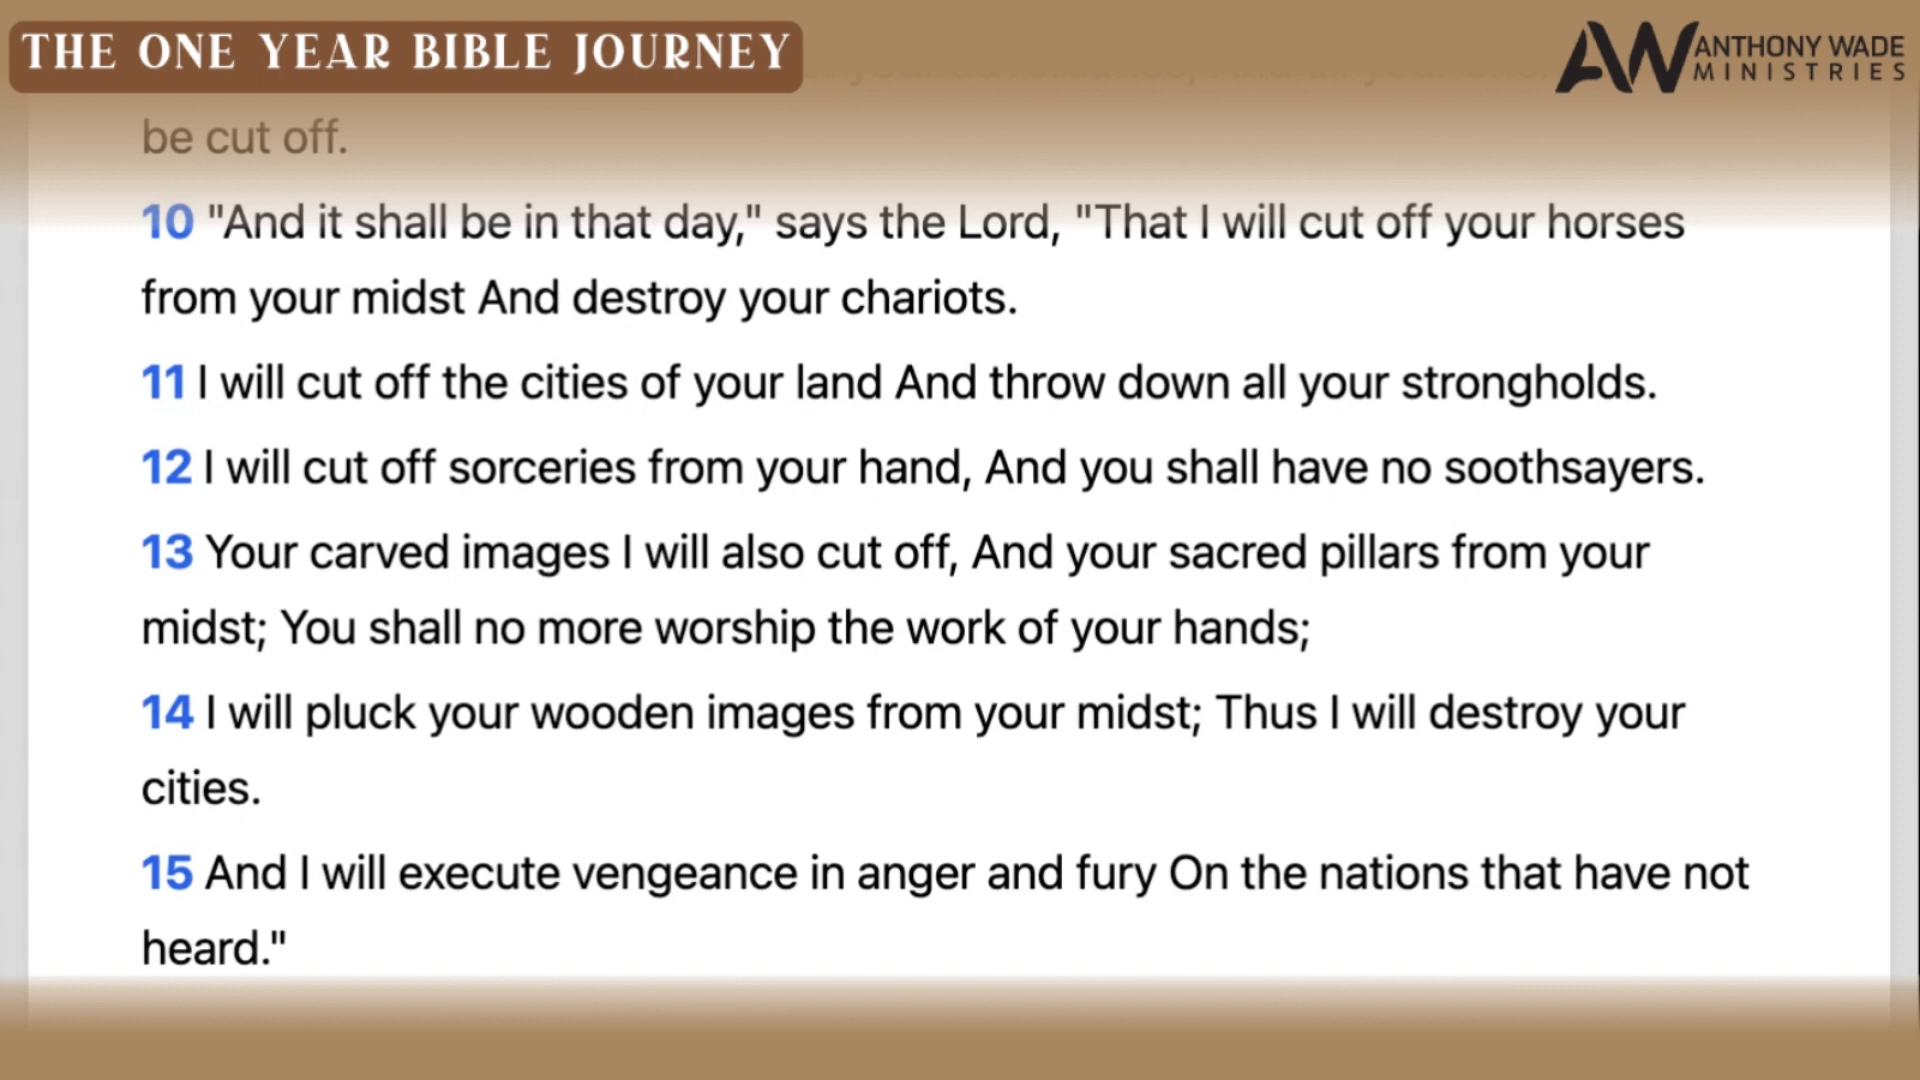 THE ONE YEAR BIBLE JOURNEY
AW ANTHONY WADE
MINISTRIES
be cut off.
10 "And it shall be in that day," says the Lord, "That I will cut off your horses
from your midst And destroy your chariots.
11 I will cut off the cities of your land And throw down all your strongholds.
12 I will cut off sorceries from your hand, And you shall have no soothsayers.
13 Your carved images I will also cut off, And your sacred pillars from your
midst; You shall no more worship the work of your hands;
14 I will pluck your wooden images from your midst; Thus I will destroy your
cities.
15 And I will execute vengeance in anger and fury On the nations that have not
heard."